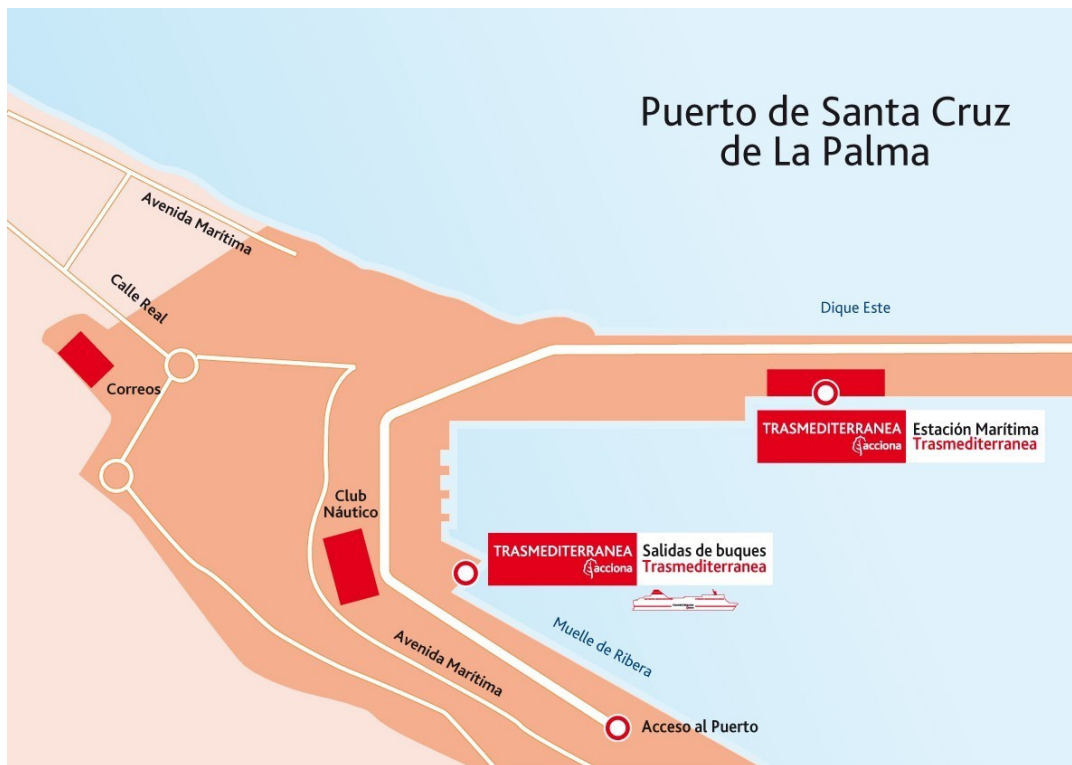 Puerto de Santa Cruz
de La Palma
Avenida Marítima
Calle Real
Dique Este
Correos
TRASMEDITERRANEA
acciona
Estación Marítima
Trasmediterranea
Club
Náutico
TRASMEDITERRANEA
acciona
Salidas de buques
Trasmediterranea
Muelle de Ribera
Avenida Marítima
Acceso al Puerto